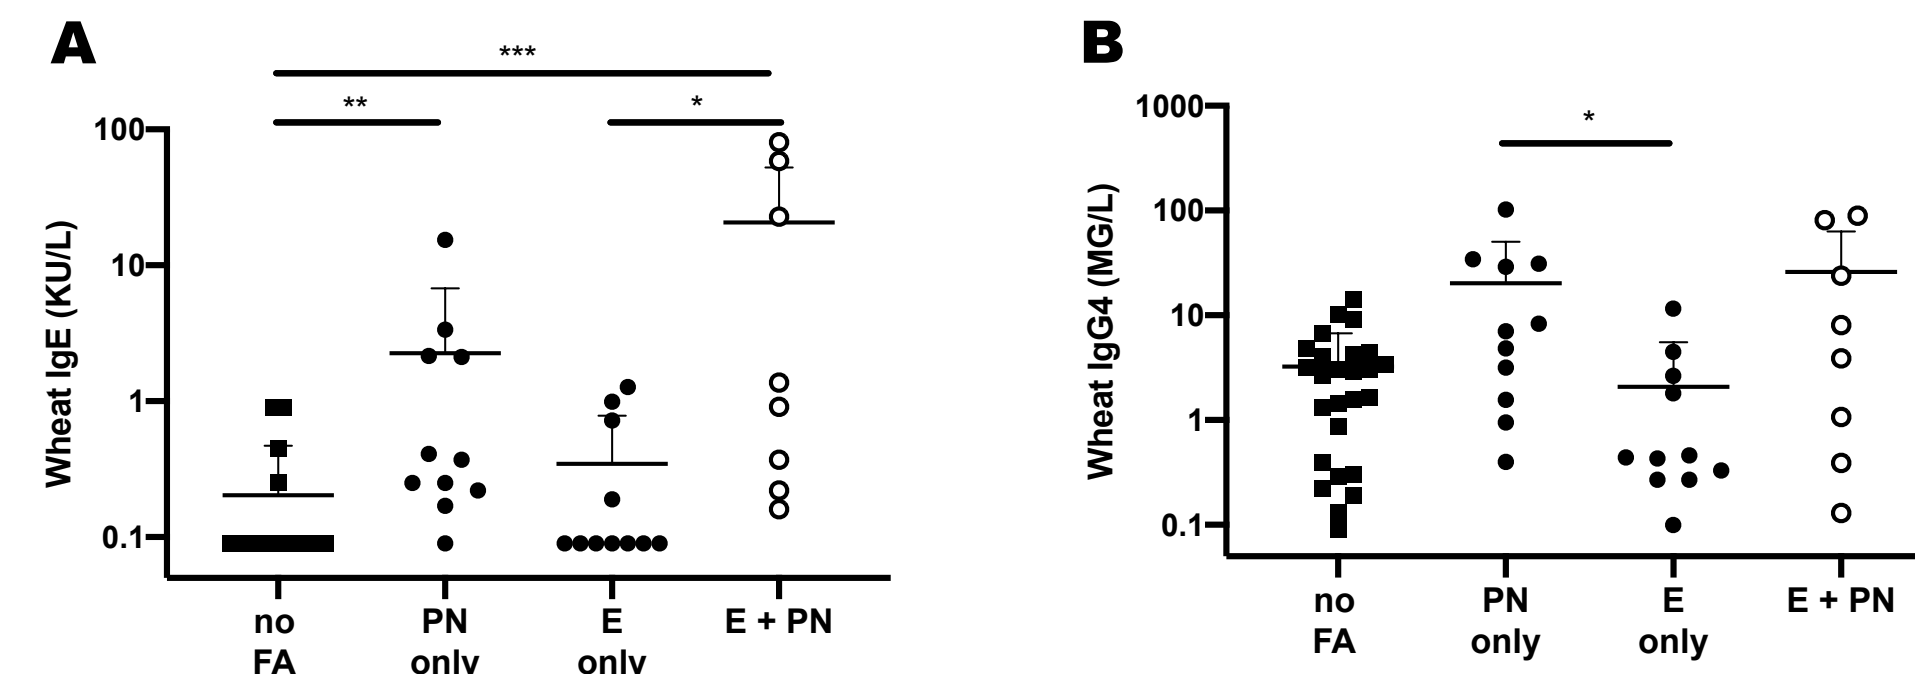 A
***
**
*
100
10
1
0.1
Wheat IgE (KU/L)
no FA
PN only
E only
E + PN
B
*
1000
100
10
1
0.1
Wheat IgG4 (MG/L)
no FA
PN only
E only
E + PN